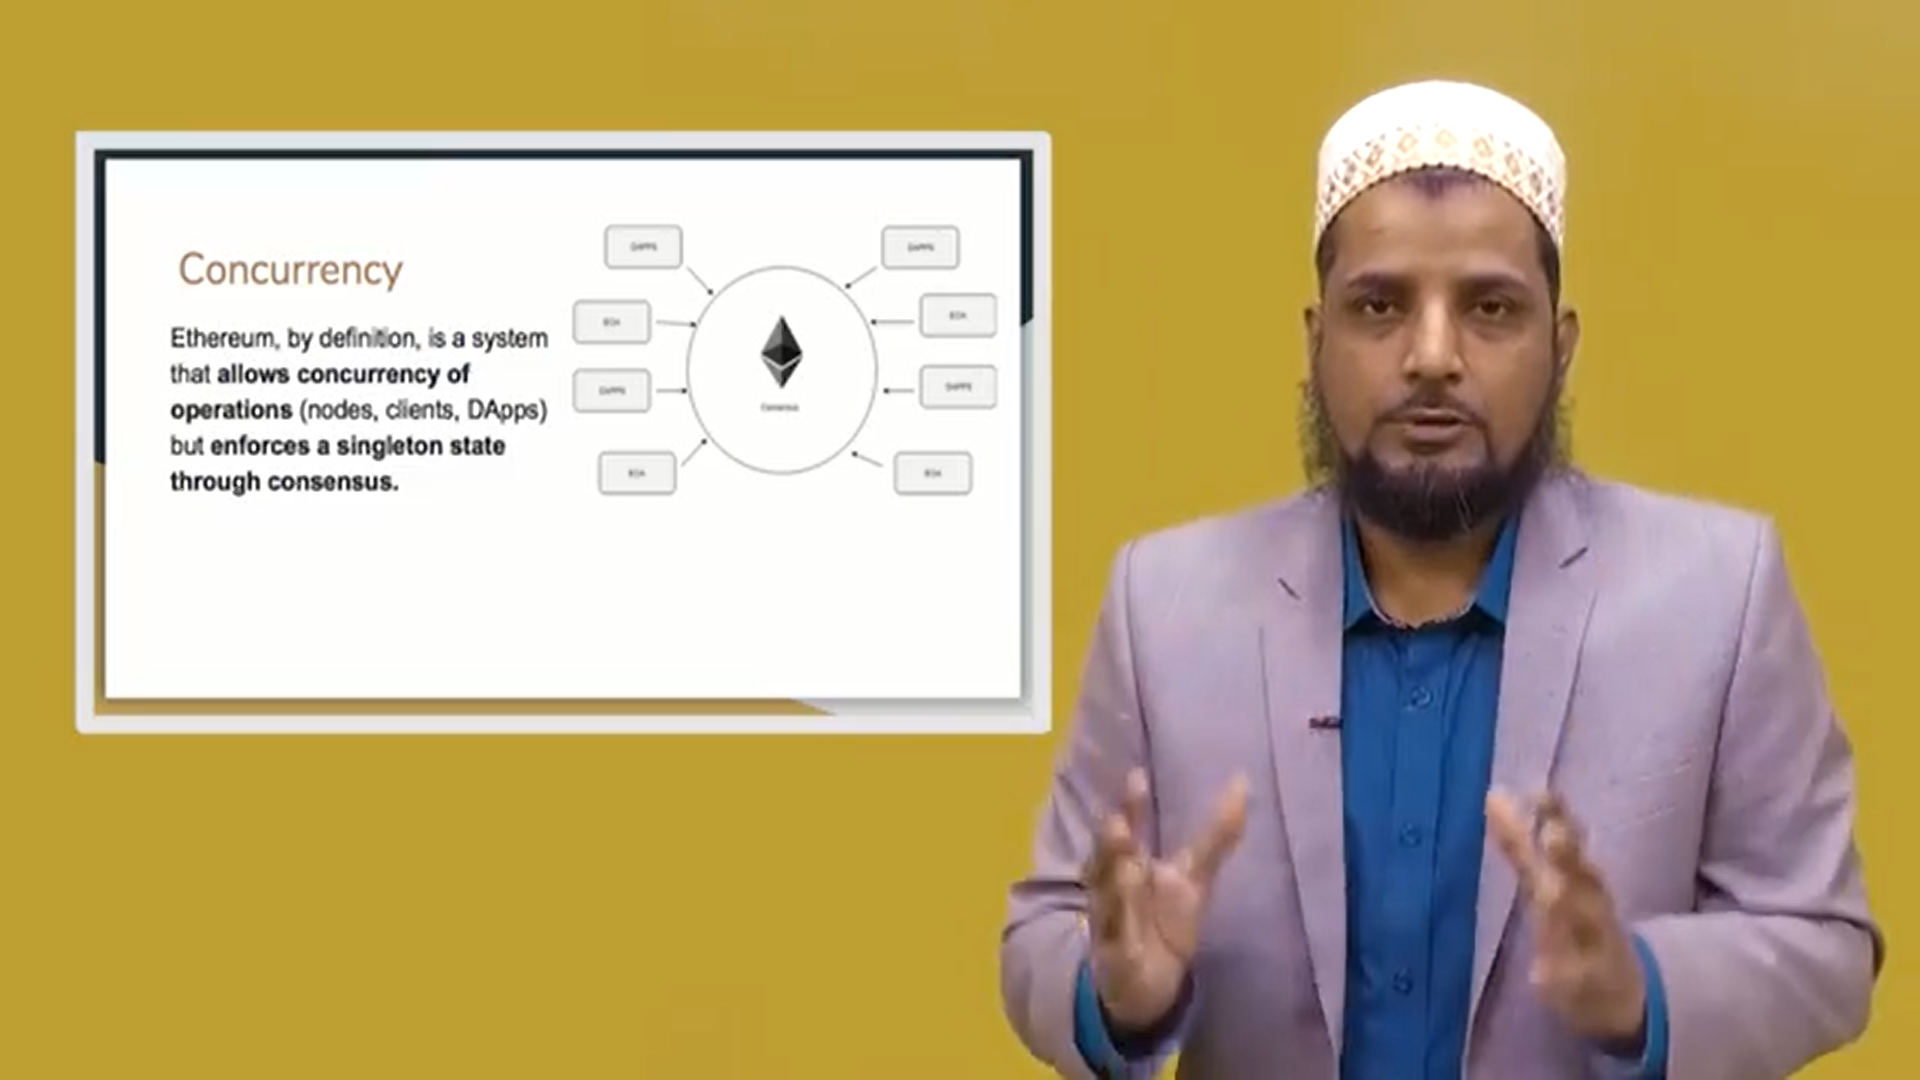 Concurrency
Ethereum, by definition, is a system
that allows concurrency of
operations (nodes, clients, DApps)
but enforces a singleton state
through consensus.
DAPPS
DAPPS
EOA
EOA
DAPPS
DAPPS
Consensus
EOA
EOA